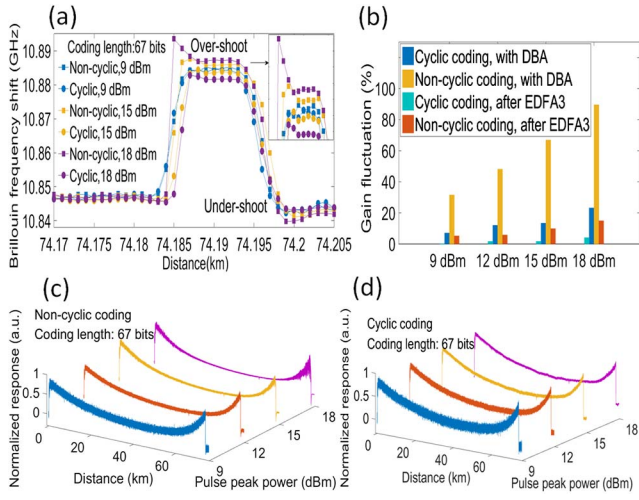 (a)
Brillouin frequency shift (GHz)
10.89
10.88
10.87
10.86
10.85
10.84
Coding length:67 bits
Non-cyclic,9 dBm
Cyclic,9 dBm
Non-cyclic,15 dBm
Cyclic,15 dBm
Non-cyclic,18 dBm
Cyclic,18 dBm
Over-shoot
Under-shoot
74.17 74.175 74.18 74.185 74.19 74.195 74.2 74.205
Distance(km)
(b)
Gain fluctuation (%)
100
80
60
40
20
0
Cyclic coding, with DBA
Non-cyclic coding, with DBA
Cyclic coding, after EDFA3
Non-cyclic coding, after EDFA3
9 dBm 12 dBm 15 dBm 18 dBm
(c)
Non-cyclic coding
Coding length: 67 bits
Normalized response (a.u.)
1
0.5
0
0 20 40 60
Distance (km)
9 12 15 18
Pulse peak power (dBm)
(d)
Cyclic coding
Coding length: 67 bits
Normalized response (a.u.)
1
0.5
0
0 20 40 60
Distance (km)
9 12 15 18
Pulse peak power (dBm)